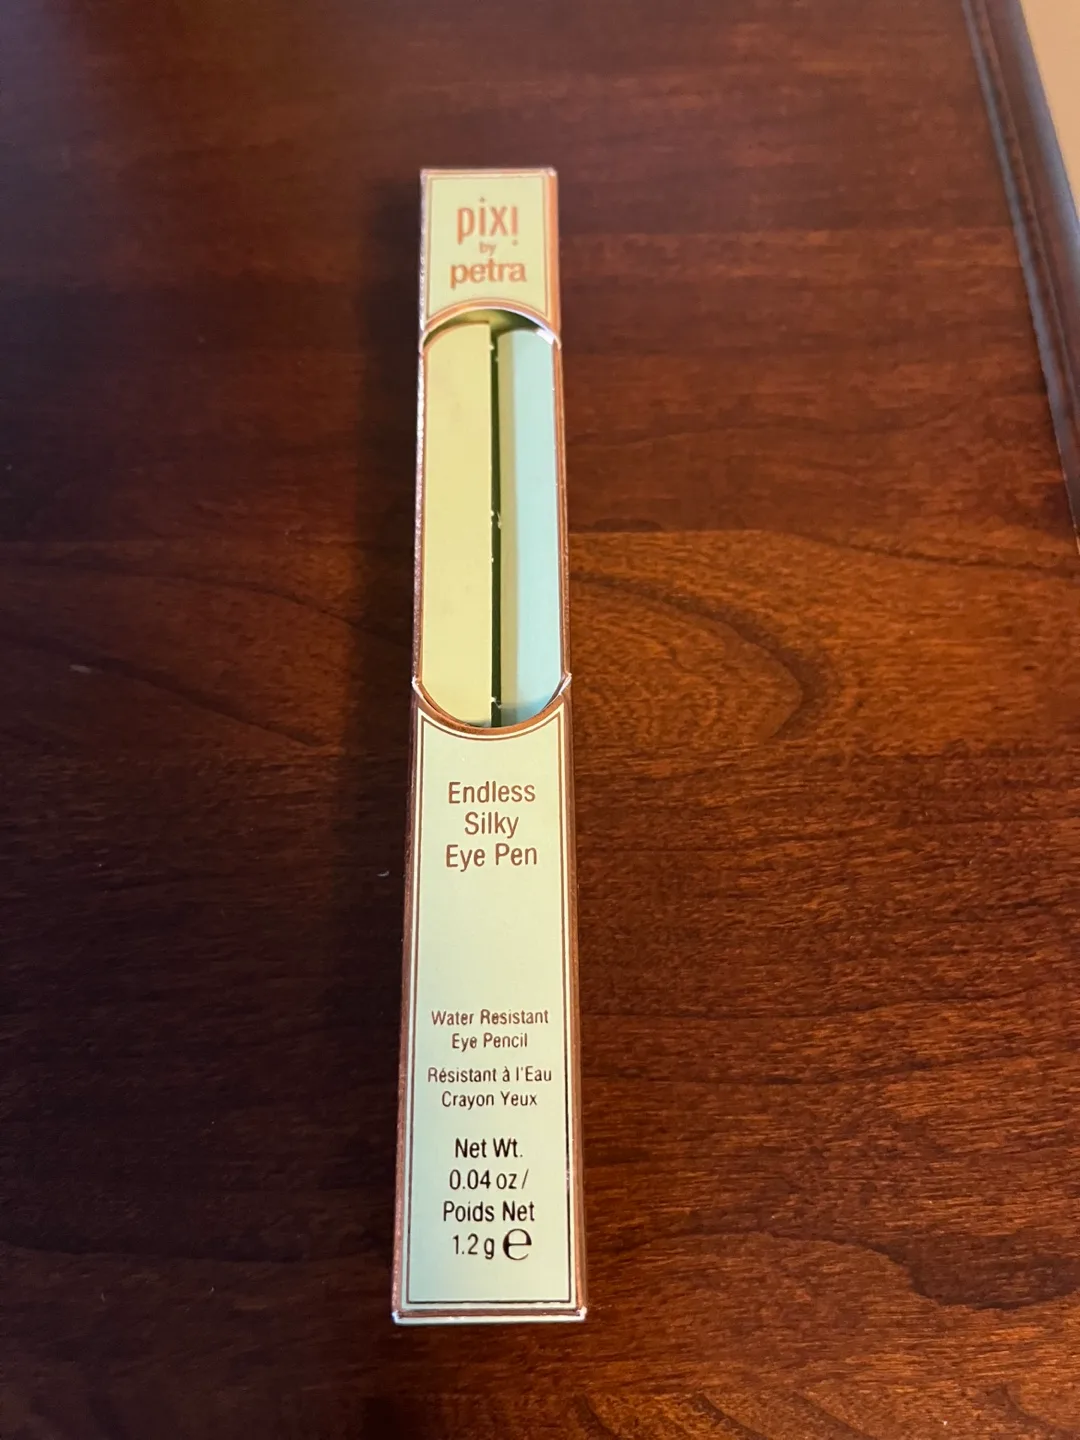 pixi
by
petra
Endless
Silky
Eye Pen
Water Resistant
Eye Pencil
Résistant à l'Eau
Crayon Yeux
Net Wt.
0.04 oz /
Poids Net
1.2 g ℮